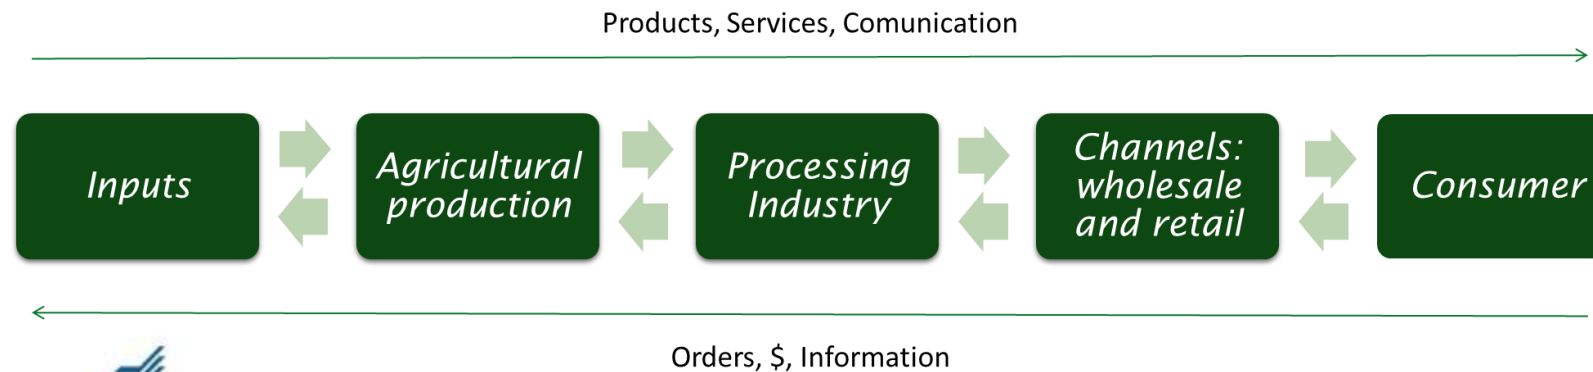 Products, Services, Comunication
Inputs
Agricultural
production
Processing
Industry
Channels:
wholesale
and retail
Consumer
Orders, $, Information